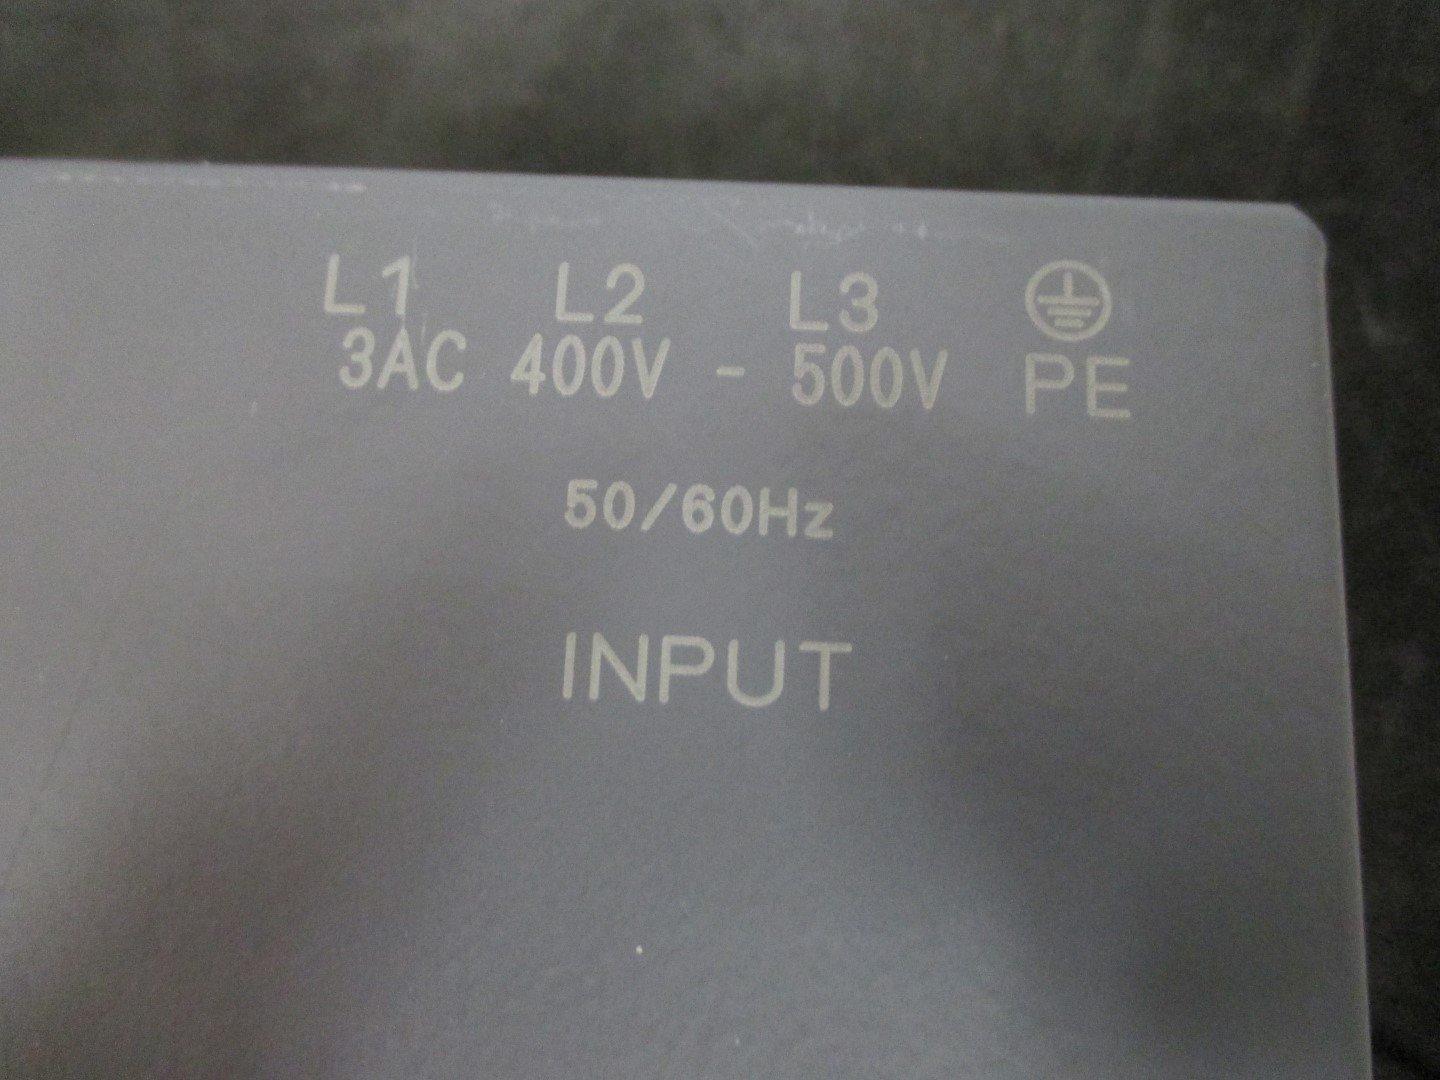 L1 L2 L3
3AC 400V - 500V PE
50/60Hz
INPUT